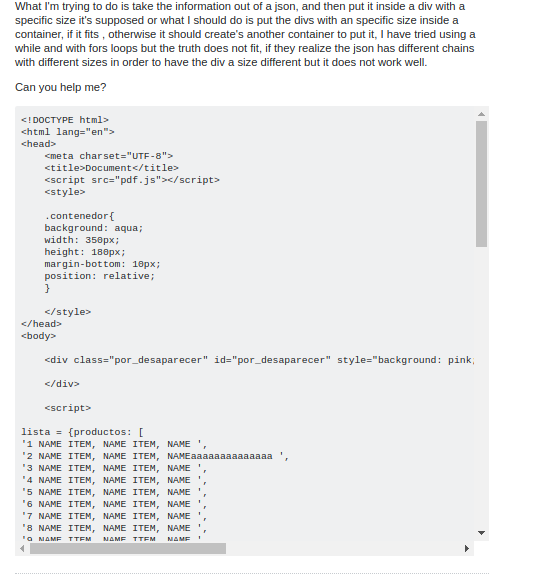 What I'm trying to do is take the information out of a json, and then put it inside a div with a
specific size it's supposed or what I should do is put the divs with an specific size inside a
container, if it fits , otherwise it should create's another container to put it, I have tried using a
while and with fors loops but the truth does not fit, if they realize the json has different chains
with different sizes in order to have the div a size different but it does not work well.
Can you help me?
<!DOCTYPE html>
<html lang="en">
<head>
    <meta charset="UTF-8">
    <title>Document</title>
    <script src="pdf.js"></script>
    <style>
    .contenedor{
    background: aqua;
    width: 350px;
    height: 180px;
    margin-bottom: 10px;
    position: relative;
    }
    </style>
</head>
<body>
    <div class="por_desaparecer" id="por_desaparecer" style="background: pink,
    </div>
    <script>
lista = {productos: [
'1 NAME ITEM, NAME ITEM, NAME ',
'2 NAME ITEM, NAME ITEM, NAMEaaaaaaaaaaaaaa ',
'3 NAME ITEM, NAME ITEM, NAME ',
'4 NAME ITEM, NAME ITEM, NAME ',
'5 NAME ITEM, NAME ITEM, NAME ',
'6 NAME ITEM, NAME ITEM, NAME ',
'7 NAME ITEM, NAME ITEM, NAME ',
'8 NAME ITEM, NAME ITEM, NAME ',
'9 NAME ITEM, NAME ITEM, NAME '